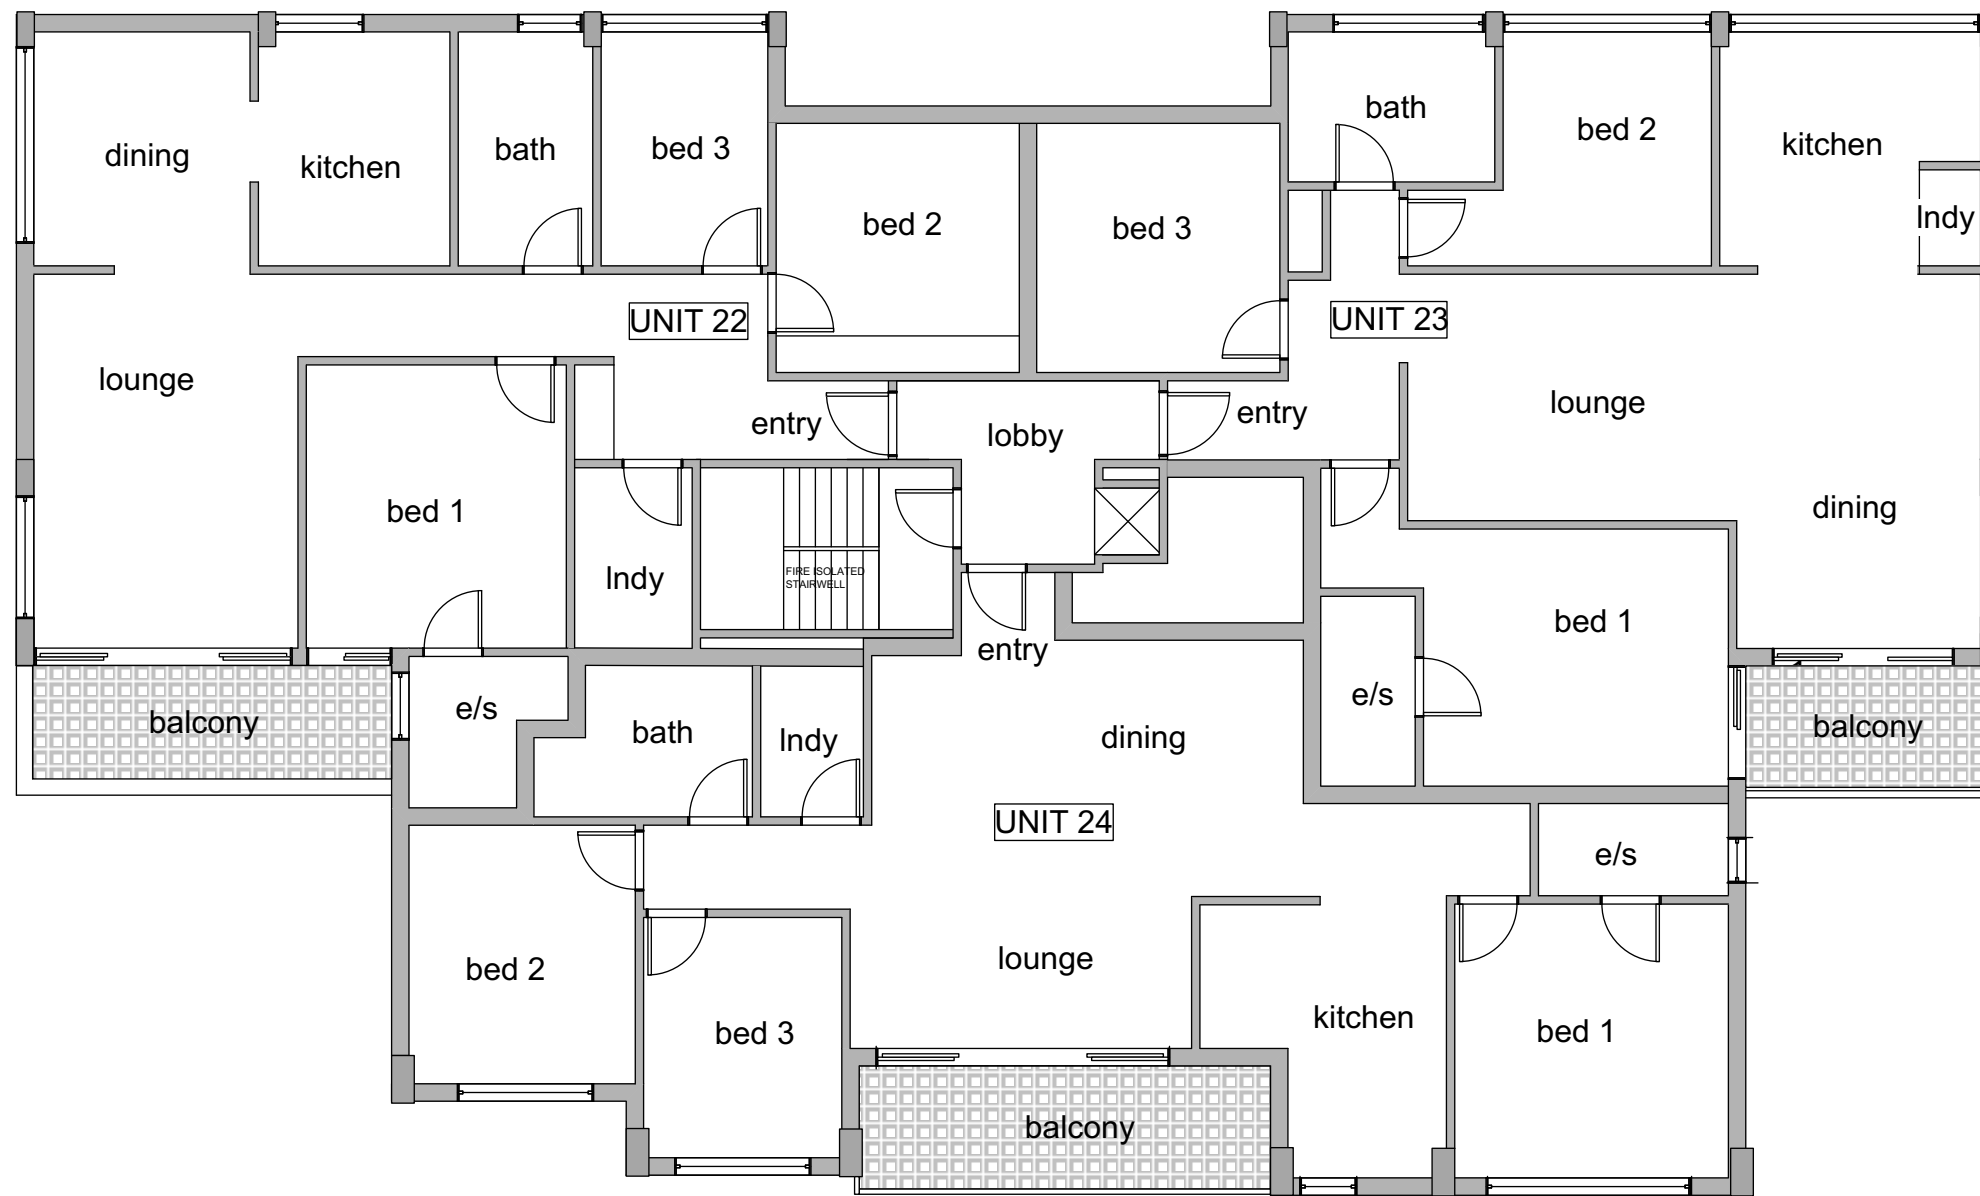 dining
kitchen
bath
bed 3
bed 2
bed 3
bath
bed 2
kitchen
lndy
UNIT 22
UNIT 23
lounge
entry
lobby
entry
lounge
bed 1
dining
lndy
FIRE ISOLATED
STAIRWELL
entry
bed 1
balcony
e/s
bath
lndy
dining
e/s
balcony
UNIT 24
e/s
bed 2
lounge
bed 3
kitchen
bed 1
balcony